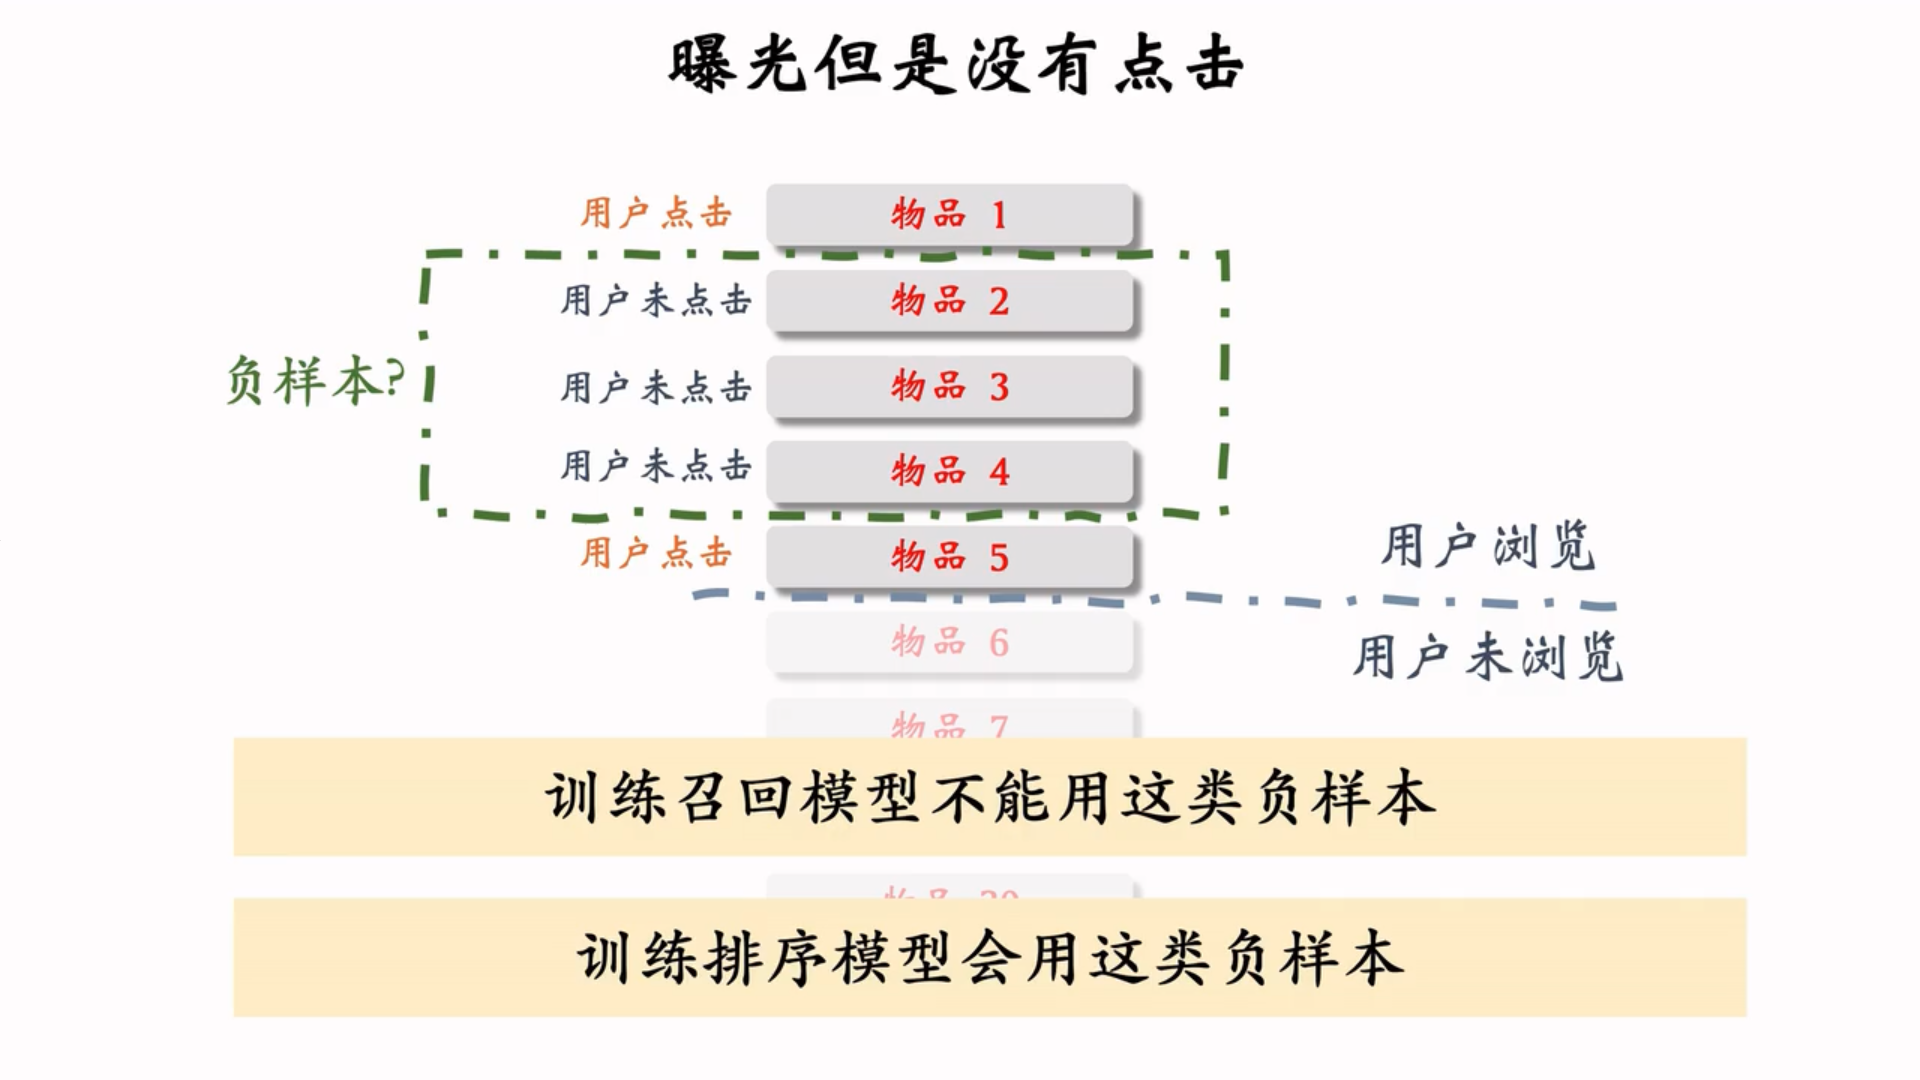 曝光但是没有点击
用户点击 物品 1
用户未点击 物品 2
负样本? 用户未点击 物品 3
用户未点击 物品 4
用户点击 物品 5
用户浏览
物品 6
用户未浏览
物品 7
训练召回模型不能用这类负样本
训练排序模型会用这类负样本